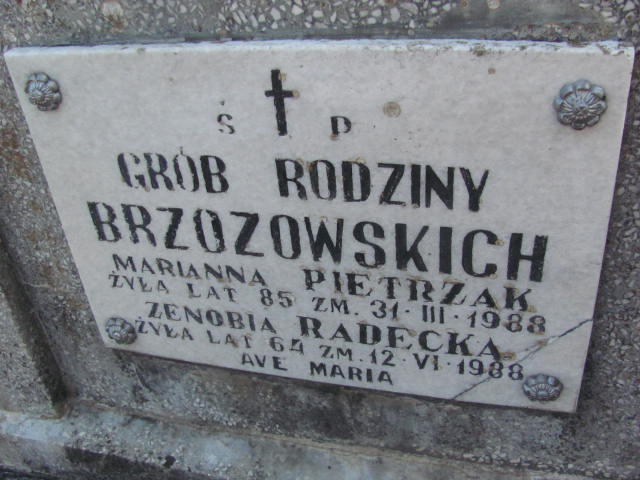 Ś P
GRÓB RODZINY
BRZOZOWSKICH
MARIANNA PIETRZAK
ŻYŁA LAT 85 ZM. 31·III·1988
ZENOBIA RADECKA
ŻYŁA LAT 64 ZM. 12·VI·1988
AVE MARIA